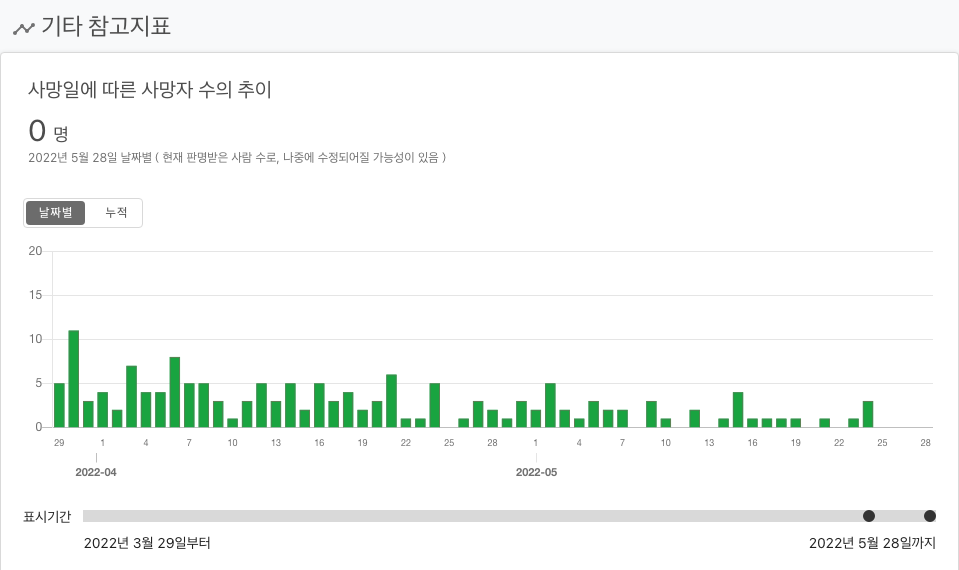 기타 참고지표
사망일에 따른 사망자 수의 추이
0 명
2022년 5월 28일 날짜별 ( 현재 판명받은 사람 수로, 나중에 수정되어질 가능성이 있음 )
날짜별 누적
20
15
10
5
0
29 1 4 7 10 13 16 19 22 25 28 1 4 7 10 13 16 19 22 25 28
2022-04 2022-05
표시기간
2022년 3월 29일부터 2022년 5월 28일까지